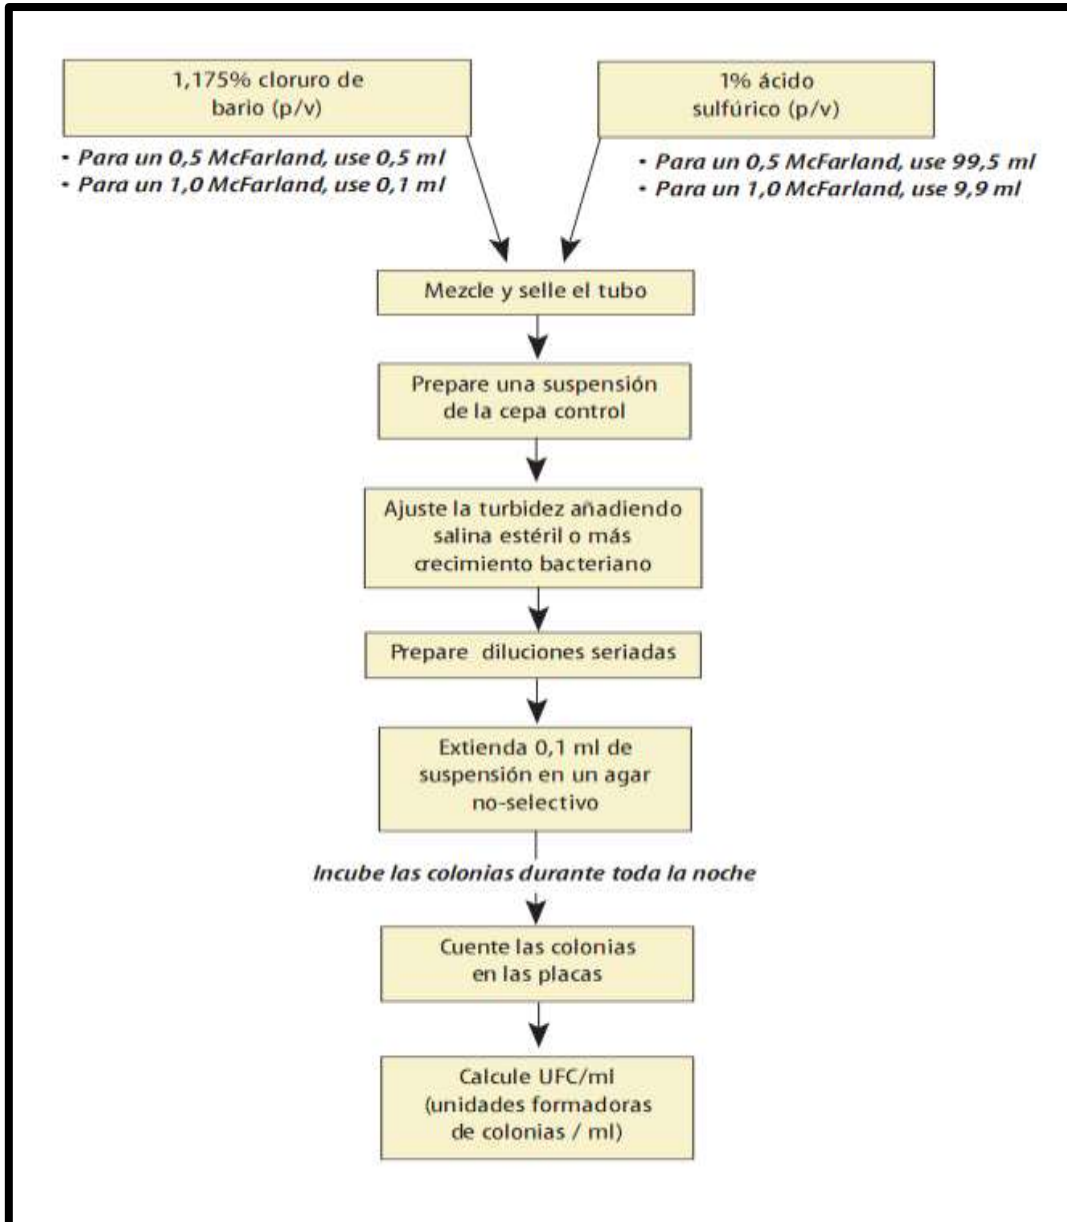 1,175% cloruro de
bario (p/v)
• Para un 0,5 McFarland, use 0,5 ml
• Para un 1,0 McFarland, use 0,1 ml
1% ácido
sulfúrico (p/v)
• Para un 0,5 McFarland, use 99,5 ml
• Para un 1,0 McFarland, use 9,9 ml
Mezcle y selle el tubo
Prepare una suspensión
de la cepa control
Ajuste la turbidez añadiendo
salina estéril o más
crecimiento bacteriano
Prepare diluciones seriadas
Extienda 0,1 ml de
suspensión en un agar
no-selectivo
Incube las colonias durante toda la noche
Cuente las colonias
en las placas
Calcule UFC/ml
(unidades formadoras
de colonias / ml)